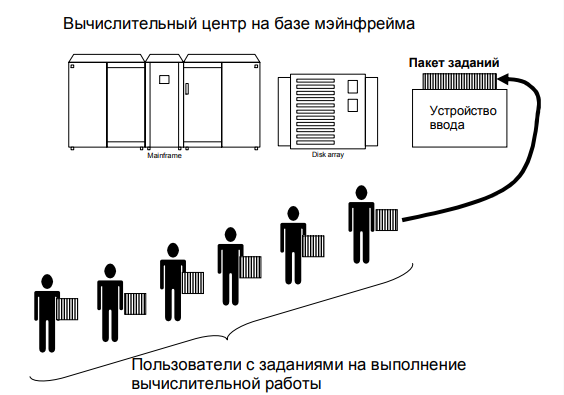 Вычислительный центр на базе мэйнфрейма
Пакет заданий
Устройство
ввода
Mainframe
Disk array
Пользователи с заданиями на выполнение
вычислительной работы